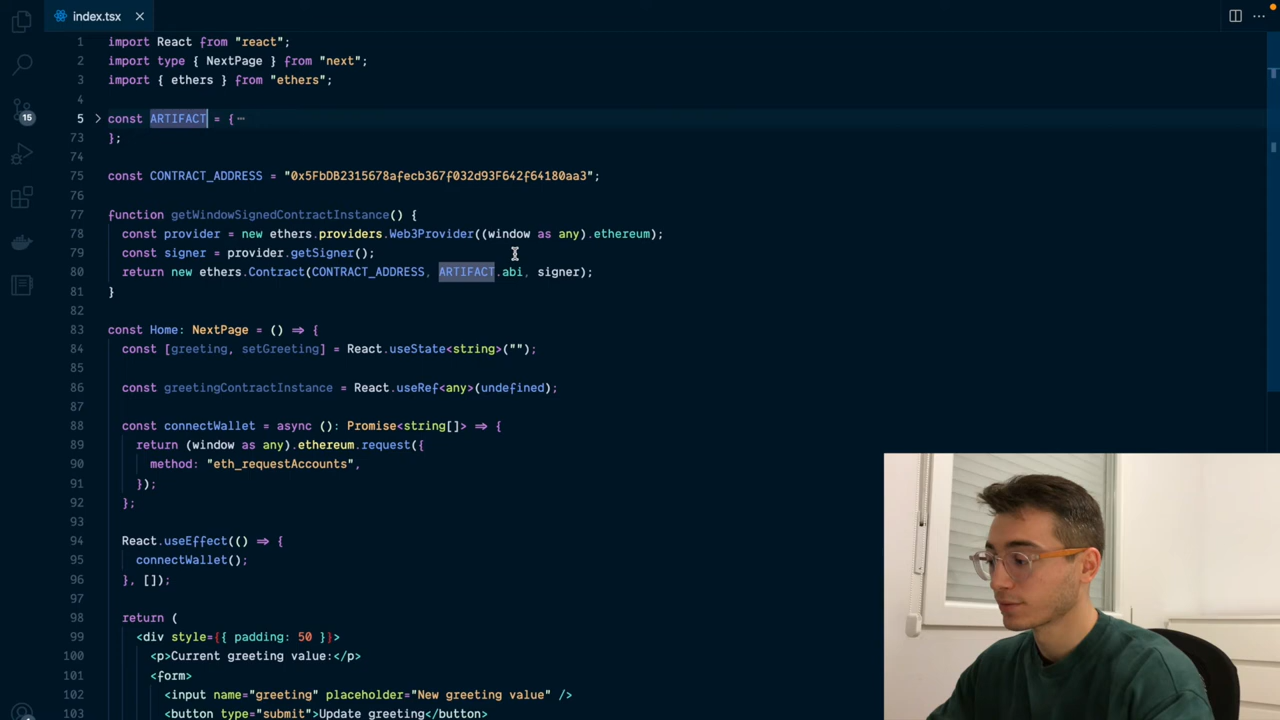 index.tsx
1 import React from "react";
2 import type { NextPage } from "next";
3 import { ethers } from "ethers";
4
5 const ARTIFACT = { ···
73 };
74
75 const CONTRACT_ADDRESS = "0x5FbDB2315678afecb367f032d93F642f64180aa3";
76
77 function getWindowSignedContractInstance() {
78 const provider = new ethers.providers.Web3Provider((window as any).ethereum);
79 const signer = provider.getSigner();
80 return new ethers.Contract(CONTRACT_ADDRESS, ARTIFACT.abi, signer);
81 }
82
83 const Home: NextPage = () => {
84 const [greeting, setGreeting] = React.useState<string>("");
85
86 const greetingContractInstance = React.useRef<any>(undefined);
87
88 const connectWallet = async (): Promise<string[]> => {
89 return (window as any).ethereum.request({
90 method: "eth_requestAccounts",
91 });
92 };
93
94 React.useEffect(() => {
95 connectWallet();
96 }, []);
97
98 return (
99 <div style={{ padding: 50 }}>
100 <p>Current greeting value:</p>
101 <form>
102 <input name="greeting" placeholder="New greeting value" />
103 <button type="submit">Update greeting</button>
15